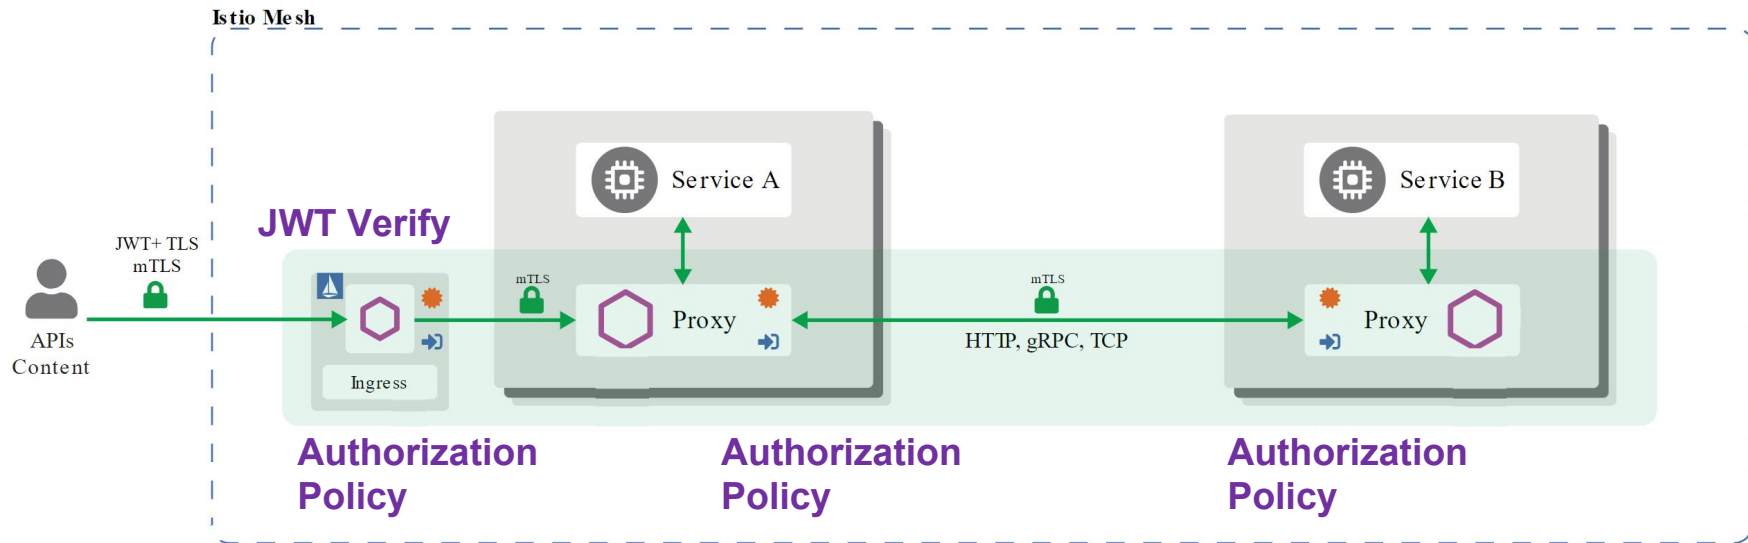 Istio Mesh
Service A
Service B
JWT Verify
JWT+ TLS
mTLS
mTLS
mTLS
Proxy
Proxy
HTTP, gRPC, TCP
APIs
Content
Ingress
Authorization
Policy
Authorization
Policy
Authorization
Policy